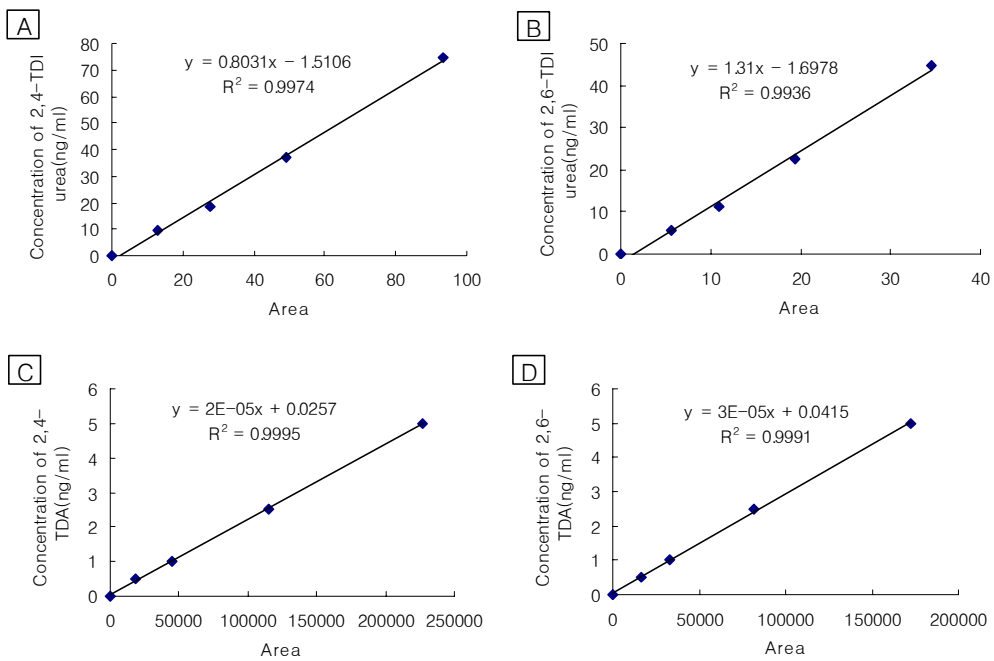 A
Concentration of 2,4-TDI
urea(ng/ml)
80
70
60
50
40
30
20
10
0
y = 0.8031x − 1.5106
R² = 0.9974
0 20 40 60 80 100
Area
B
Concentration of 2,6-TDI
urea(ng/ml)
50
40
30
20
10
0
y = 1.31x − 1.6978
R² = 0.9936
0 10 20 30 40
Area
C
Concentration of 2,4-
TDA(ng/ml)
6
5
4
3
2
1
0
y = 2E−05x + 0.0257
R² = 0.9995
0 50000 100000 150000 200000 250000
Area
D
Concentration of 2,6-
TDA(ng/ml)
6
5
4
3
2
1
0
y = 3E−05x + 0.0415
R² = 0.9991
0 50000 100000 150000 200000
Area